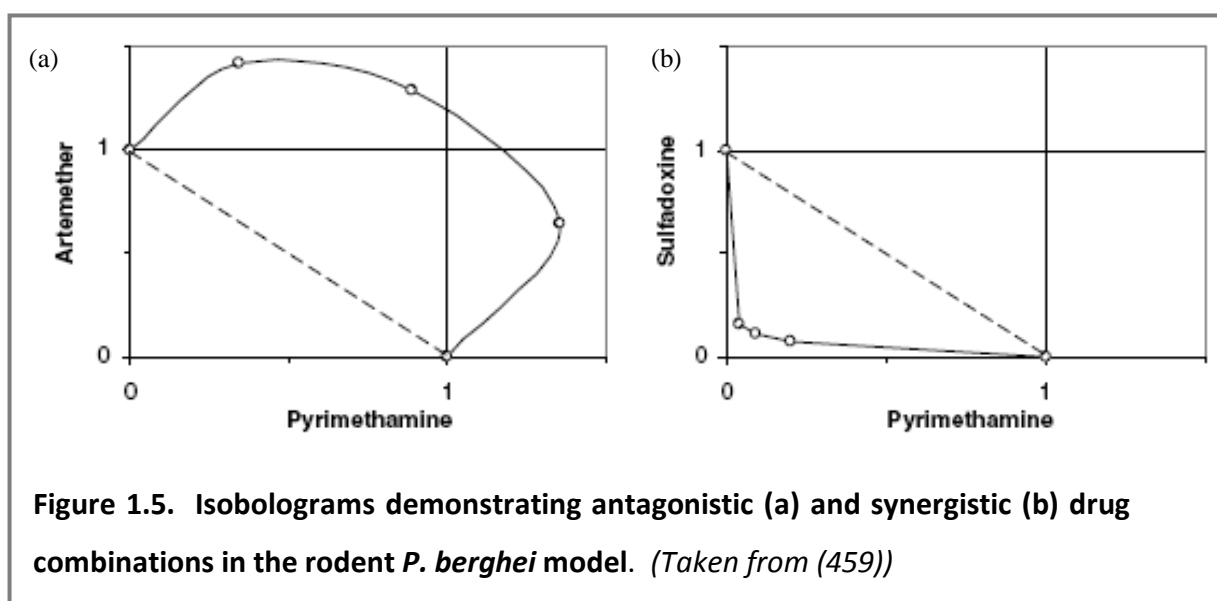 (a)
Artemether
1
0
0 1
Pyrimethamine
(b)
Sulfadoxine
1
0
0 1
Pyrimethamine
Figure 1.5. Isobolograms demonstrating antagonistic (a) and synergistic (b) drug
combinations in the rodent P. berghei model. (Taken from (459))